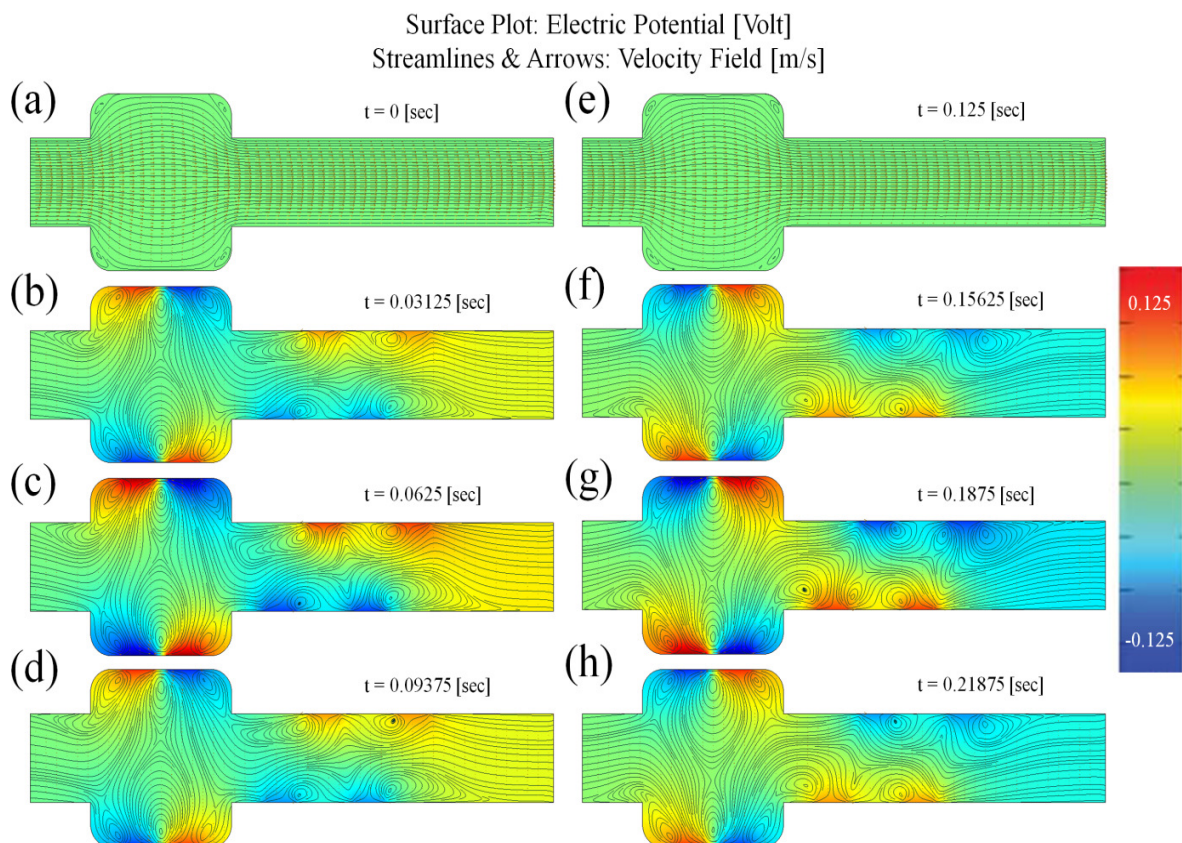 Surface Plot: Electric Potential [Volt]
Streamlines & Arrows: Velocity Field [m/s]
(a)
t = 0 [sec]
(e)
t = 0.125 [sec]
(b)
t = 0.03125 [sec]
(f)
t = 0.15625 [sec]
0.125
(c)
t = 0.0625 [sec]
(g)
t = 0.1875 [sec]
-0.125
(d)
t = 0.09375 [sec]
(h)
t = 0.21875 [sec]